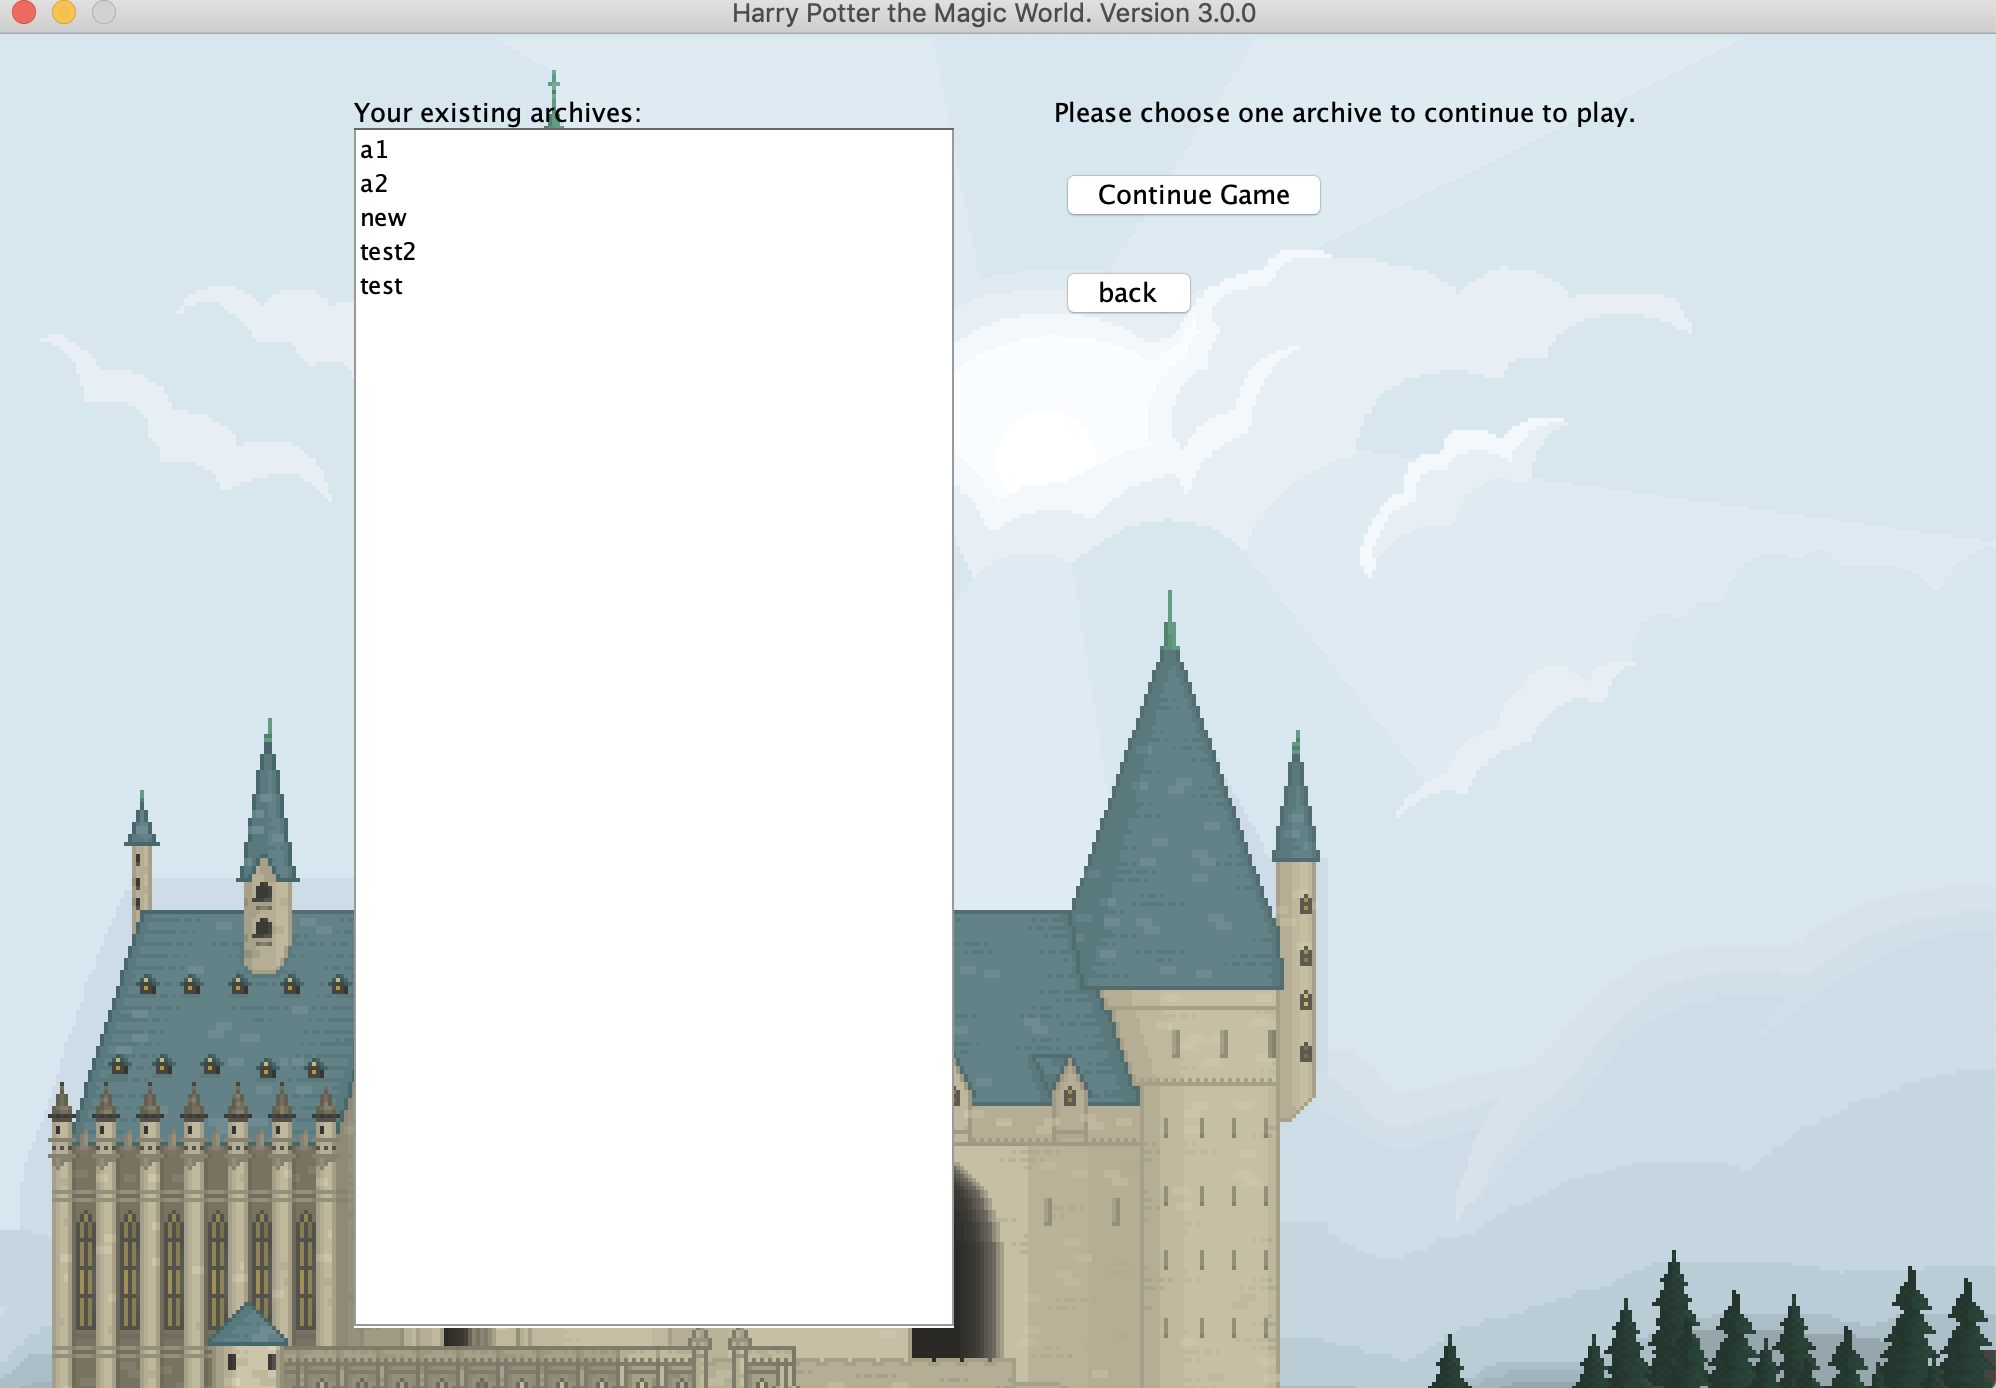 Harry Potter the Magic World. Version 3.0.0
Your existing archives:
a1
a2
new
test2
test
Please choose one archive to continue to play.
Continue Game
back